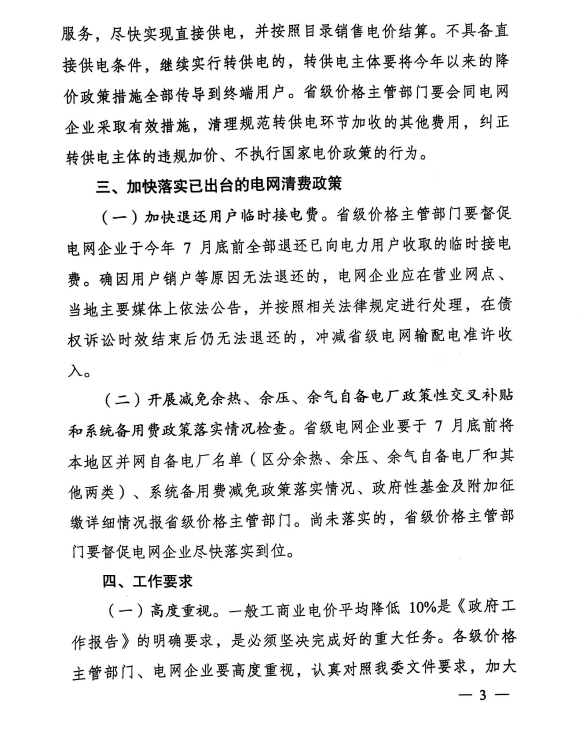 服务，尽快实现直接供电，并按照目录销售电价结算。不具备直
接供电条件，继续实行转供电的，转供电主体要将今年以来的降
价政策措施全部传导到终端用户。省级价格主管部门要会同电网
企业采取有效措施，清理规范转供电环节加收的其他费用，纠正
转供电主体的违规加价、不执行国家电价政策的行为。
三、加快落实已出台的电网清费政策
（一）加快退还用户临时接电费。省级价格主管部门要督促
电网企业于今年 7 月底前全部退还已向电力用户收取的临时接电
费。确因用户销户等原因无法退还的，电网企业应在营业网点、
当地主要媒体上依法公告，并按照相关法律规定进行处理，在债
权诉讼时效结束后仍无法退还的，冲减省级电网输配电准许收
入。
（二）开展减免余热、余压、余气自备电厂政策性交叉补贴
和系统备用费政策落实情况检查。省级电网企业要于 7 月底前将
本地区并网自备电厂名单（区分余热、余压、余气自备电厂和其
他两类）、系统备用费减免政策落实情况、政府性基金及附加征
缴详细情况报省级价格主管部门。尚未落实的，省级价格主管部
门要督促电网企业尽快落实到位。
四、工作要求
（一）高度重视。一般工商业电价平均降低 10%是《政府工
作报告》的明确要求，是必须坚决完成好的重大任务。各级价格
主管部门、电网企业要高度重视，认真对照我委文件要求，加大
— 3 —